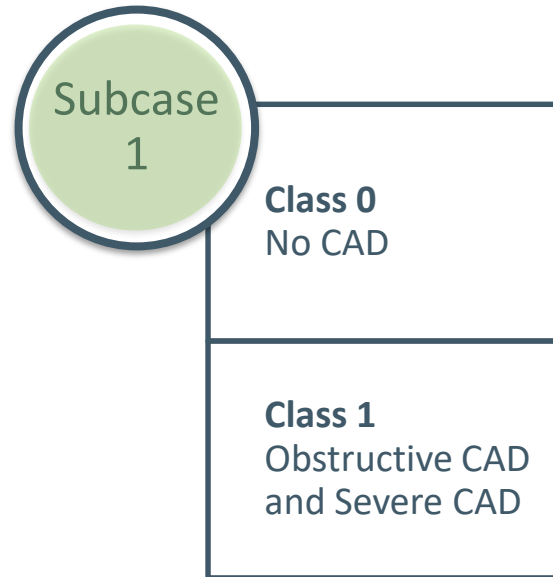 Subcase
1
Class 0
No CAD
Class 1
Obstructive CAD
and Severe CAD